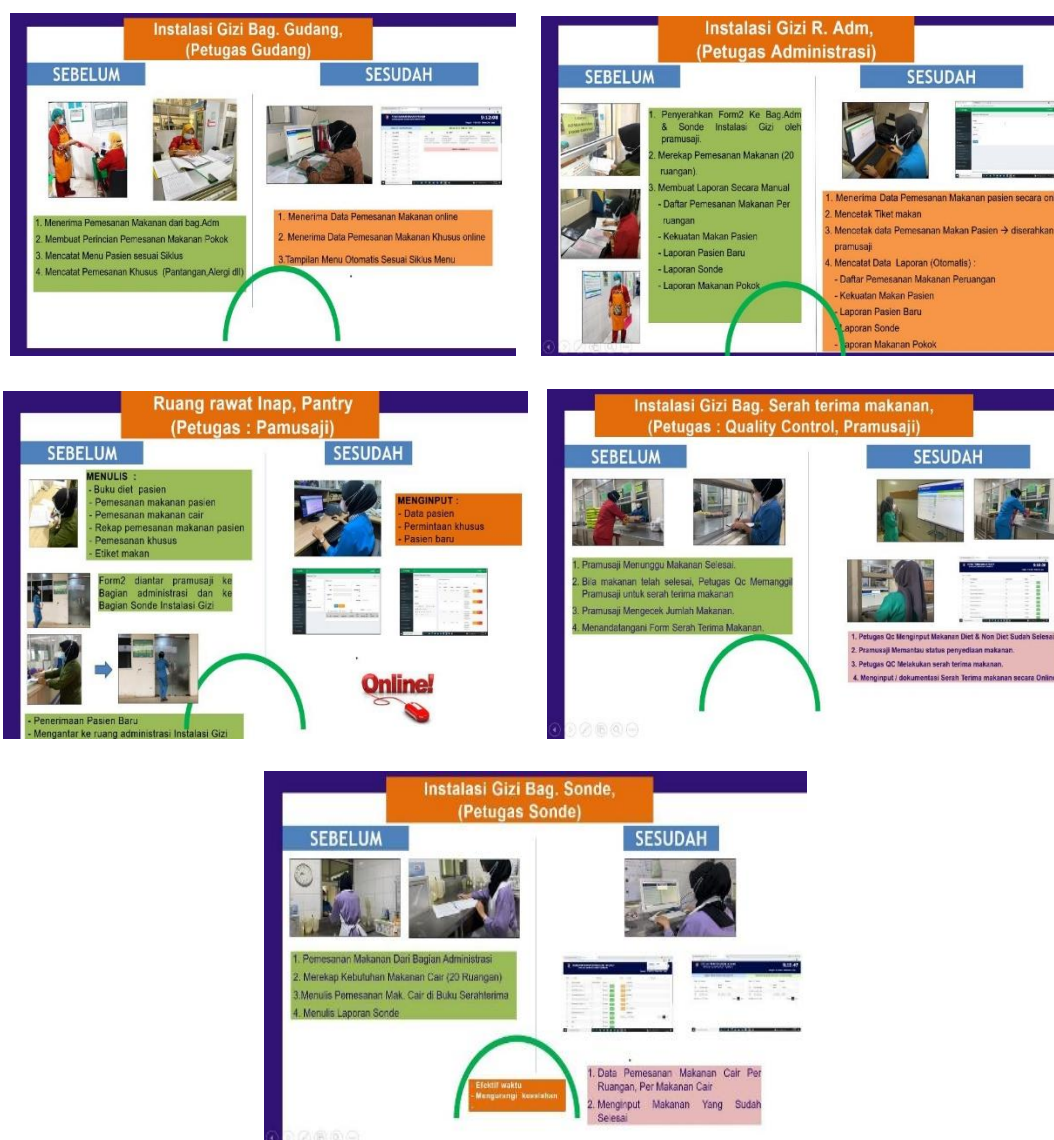 Instalasi Gizi Bag. Gudang,
(Petugas Gudang)
SEBELUM
SESUDAH
1. Menerima Pemesanan Makanan dari bag.Adm
2. Membuat Perincian Pemesanan Makanan Pokok
3. Mencatat Menu Pasien sesuai Siklus
4. Mencatat Pemesanan Khusus (Pantangan,Alergi dll)
1. Menerima Data Pemesanan Makanan online
2. Menerima Data Pemesanan Makanan Khusus online
3.Tampilan Menu Otomatis Sesuai Siklus Menu
Instalasi Gizi R. Adm,
(Petugas Administrasi)
SEBELUM
SESUDAH
1. Penyerahkan Form2 Ke Bag.Adm
& Sonde Instalasi Gizi oleh
pramusaji.
2. Merekap Pemesanan Makanan (20
ruangan).
3. Membuat Laporan Secara Manual
- Daftar Pemesanan Makanan Per
ruangan
- Kekuatan Makan Pasien
- Laporan Pasien Baru
- Laporan Sonde
- Laporan Makanan Pokok
1. Menerima Data Pemesanan Makanan pasien secara onl
2. Mencetak Tiket makan
3. Mencetak data Pemesanan Makan Pasien → diserahkan
pramusaji
4. Mencatat Data Laporan (Otomatis) :
- Daftar Pemesanan Makanan Peruangan
- Kekuatan Makan Pasien
- Laporan Pasien Baru
- Laporan Sonde
- Laporan Makanan Pokok
Ruang rawat Inap, Pantry
(Petugas : Pamusaji)
SEBELUM
SESUDAH
MENULIS :
- Buku diet pasien
- Pemesanan makanan pasien
- Pemesanan makanan cair
- Rekap pemesanan makanan pasien
- Pemesanan khusus
- Etiket makan
Form2 diantar pramusaji ke
Bagian administrasi dan ke
Bagian Sonde Instalasi Gizi
- Penerimaan Pasien Baru
- Mengantar ke ruang administrasi Instalasi Gizi
MENGINPUT :
- Data pasien
- Permintaan khusus
- Pasien baru
Online!
Instalasi Gizi Bag. Serah terima makanan,
(Petugas : Quality Control, Pramusaji)
SEBELUM
SESUDAH
1. Pramusaji Menunggu Makanan Selesai.
2. Bila makanan telah selesai, Petugas Qc Memanggil
Pramusaji untuk serah terima makanan
3. Pramusaji Mengecek Jumlah Makanan.
4. Menandatangani Form Serah Terima Makanan.
1. Petugas Qc Menginput Makanan Diet & Non Diet Sudah Selesai
2. Pramusaji Memantau status penyediaan makanan.
3. Petugas QC Melakukan serah terima makanan.
4. Menginput / dokumentasi Serah Terima makanan secara Online
Instalasi Gizi Bag. Sonde,
(Petugas Sonde)
SEBELUM
SESUDAH
1. Pemesanan Makanan Dari Bagian Administrasi
2. Merekap Kebutuhan Makanan Cair (20 Ruangan)
3.Menulis Pemesanan Mak. Cair di Buku Serahterima
4. Menulis Laporan Sonde
- Efektif waktu
- Mengurangi kesalahan
1. Data Pemesanan Makanan Cair Per
Ruangan, Per Makanan Cair
2. Menginput Makanan Yang Sudah
Selesai